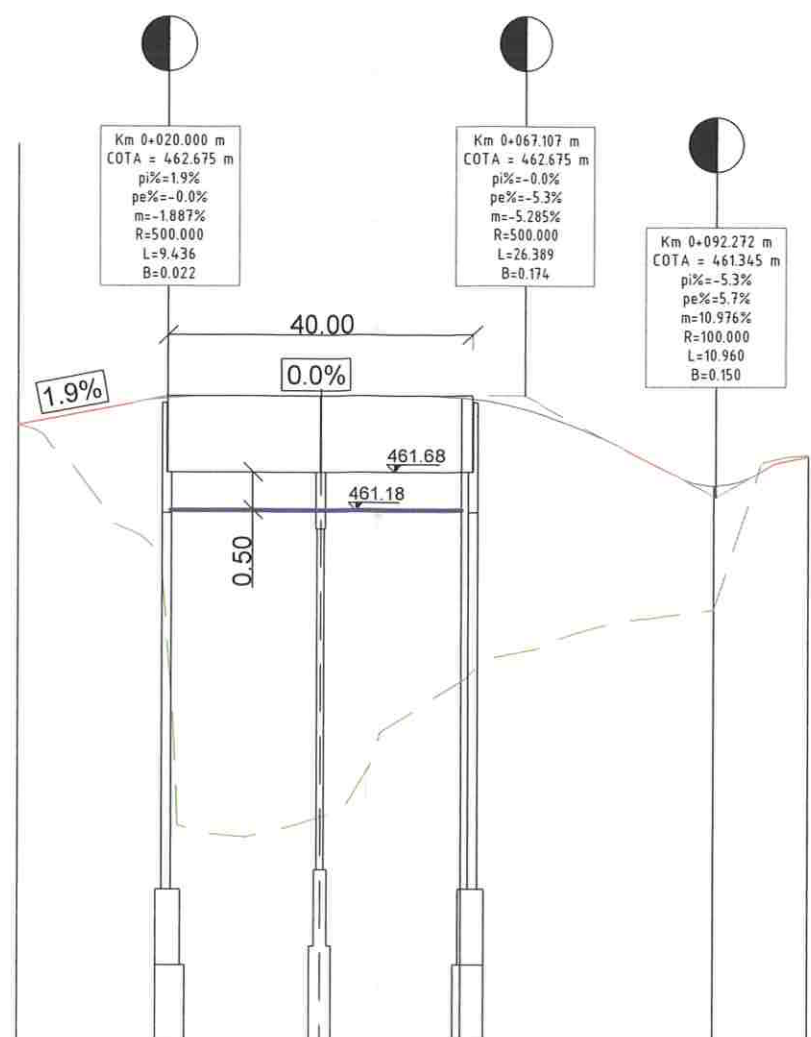 Km 0+020.000 m
COTA = 462.675 m
pi%=1.9%
pe%=-0.0%
m=-1.887%
R=500.000
L=9.436
B=0.022
Km 0+067.107 m
COTA = 462.675 m
pi%=-0.0%
pe%=-5.3%
m=-5.285%
R=500.000
L=26.389
B=0.174
Km 0+092.272 m
COTA = 461.345 m
pi%=-5.3%
pe%=5.7%
m=10.976%
R=100.000
L=10.960
B=0.150
40.00
0.0%
1.9%
461.68
461.18
0.50